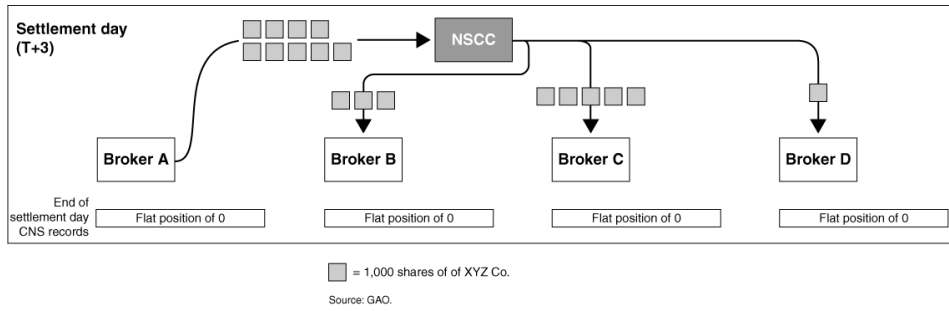 Settlement day
(T+3)
NSCC
Broker A
Broker B
Broker C
Broker D
End of
settlement day
CNS records
Flat position of 0
Flat position of 0
Flat position of 0
Flat position of 0
= 1,000 shares of of XYZ Co.
Source: GAO.